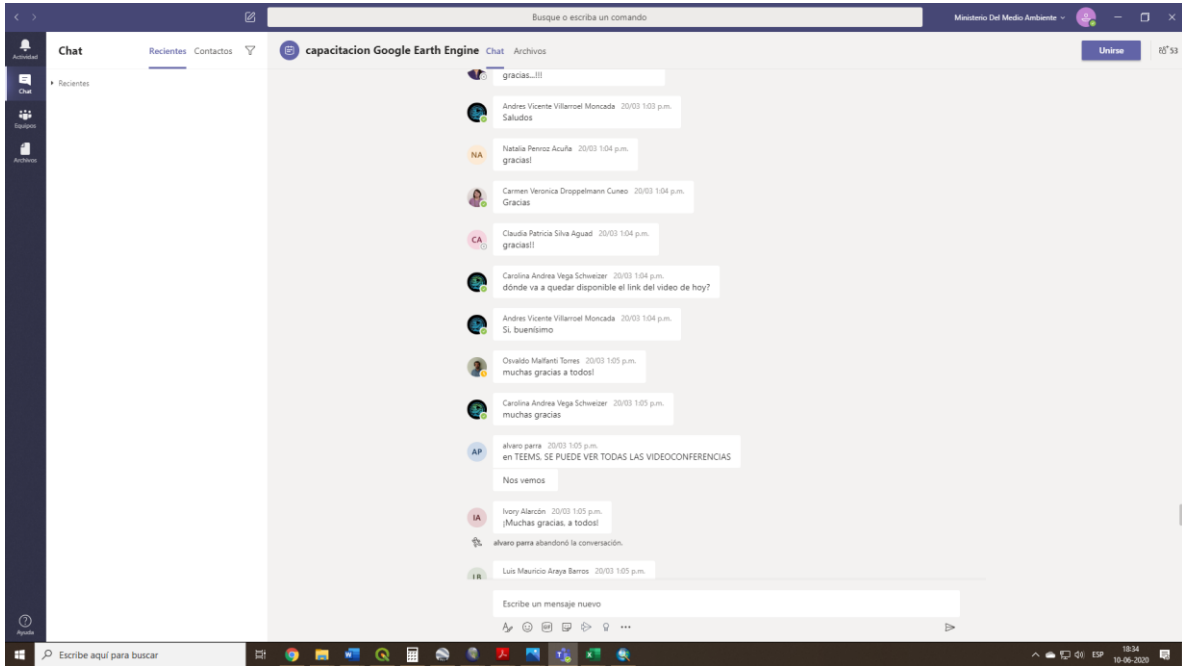 Busque o escriba un comando
Ministerio Del Medio Ambiente
Actividad
Chat
Recientes Contactos
capacitacion Google Earth Engine Chat Archivos
Unirse
53
Chat
Recientes
Equipos
Archivos
gracias...!!!
Andres Vicente Villarroel Moncada 20/03 1:03 p.m.
Saludos
NA
Natalia Penroz Acuña 20/03 1:04 p.m.
gracias!
Carmen Veronica Droppelmann Cuneo 20/03 1:04 p.m.
Gracias
CA
Claudia Patricia Silva Aguad 20/03 1:04 p.m.
gracias!!
Carolina Andrea Vega Schweizer 20/03 1:04 p.m.
dónde va a quedar disponible el link del video de hoy?
Andres Vicente Villarroel Moncada 20/03 1:04 p.m.
Si, buenísimo
Osvaldo Malfanti Torres 20/03 1:05 p.m.
muchas gracias a todos!
Carolina Andrea Vega Schweizer 20/03 1:05 p.m.
muchas gracias
AP
alvaro parra 20/03 1:05 p.m.
en TEEMS, SE PUEDE VER TODAS LAS VIDEOCONFERENCIAS
Nos vemos
IA
Ivory Alarcón 20/03 1:05 p.m.
¡Muchas gracias, a todos!
alvaro parra abandonó la conversación.
LB
Luis Mauricio Araya Barros 20/03 1:05 p.m.
Escribe un mensaje nuevo
GIF
Ayuda
Escribe aquí para buscar
ESP
18:34
10-06-2020